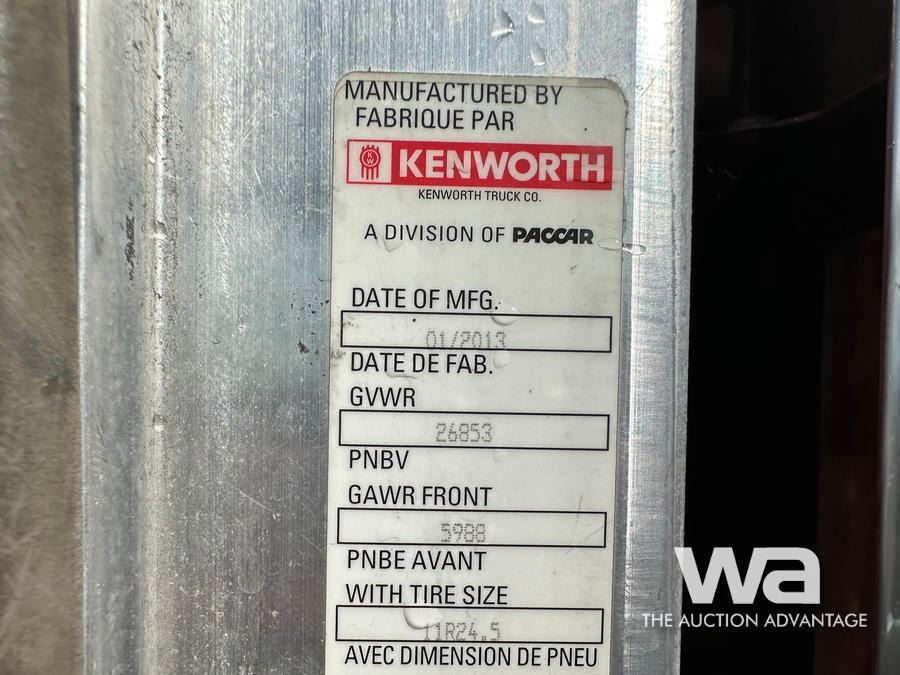 MANUFACTURED BY
FABRIQUE PAR
KW KENWORTH
KENWORTH TRUCK CO.
A DIVISION OF PACCAR
DATE OF MFG.
01/2013
DATE DE FAB.
GVWR
26853
PNBV
GAWR FRONT
5988
PNBE AVANT
WITH TIRE SIZE
11R24.5
AVEC DIMENSION DE PNEU
wa
THE AUCTION ADVANTAGE